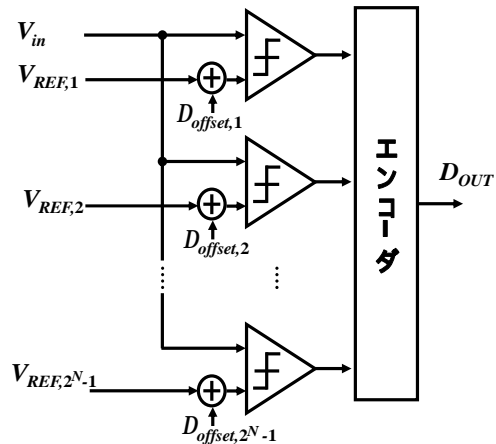 V_in
V_REF,1
D_offset,1
V_REF,2
D_offset,2
V_REF,2^N-1
D_offset,2^N-1
エンコーダ
D_OUT